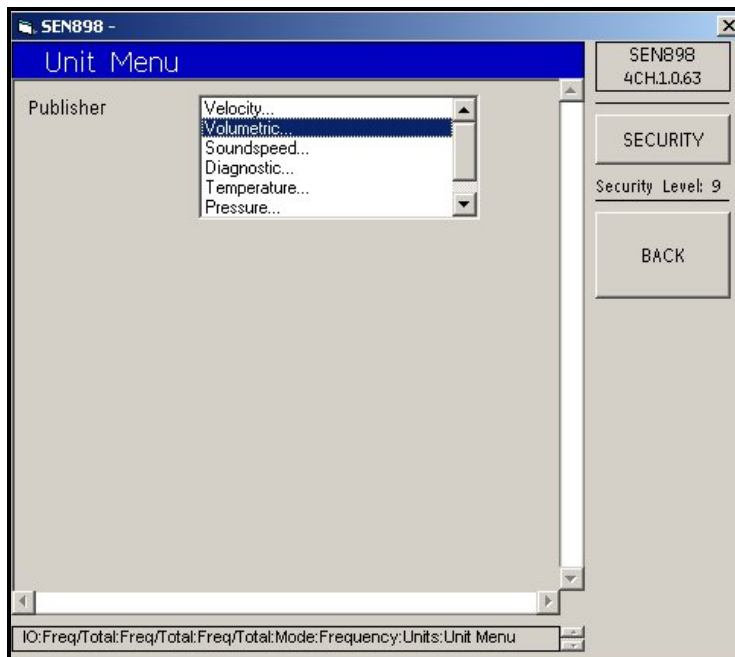 SEN898 -
Unit Menu
Publisher
Velocity...
Volumetric...
Soundspeed...
Diagnostic...
Temperature...
Pressure...
SEN898
4CH.1.0.63
SECURITY
Security Level: 9
BACK
IO:Freq/Total:Freq/Total:Freq/Total:Mode:Frequency:Units:Unit Menu